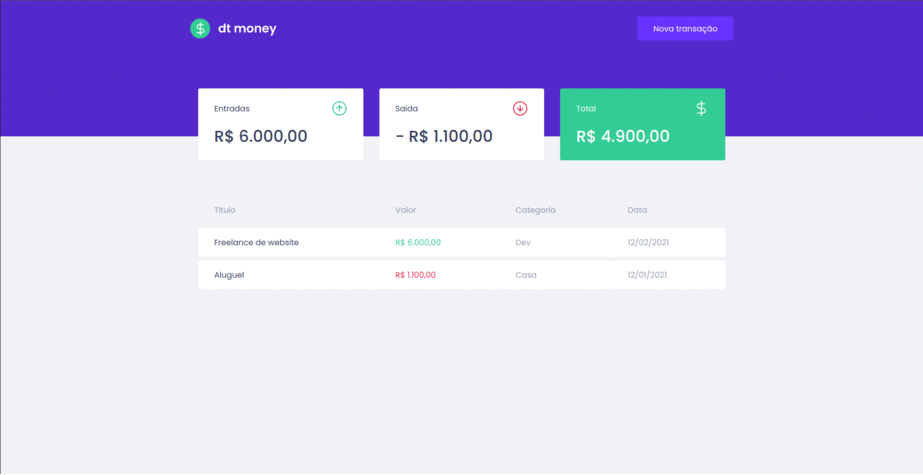 dt money
Nova transação
Entradas
R$ 6.000,00
Saida
- R$ 1.100,00
Total
R$ 4.900,00
Título Valor Categoria Data
Freelance de website R$ 6.000,00 Dev 12/02/2021
Aluguel R$ 1.100,00 Casa 12/01/2021